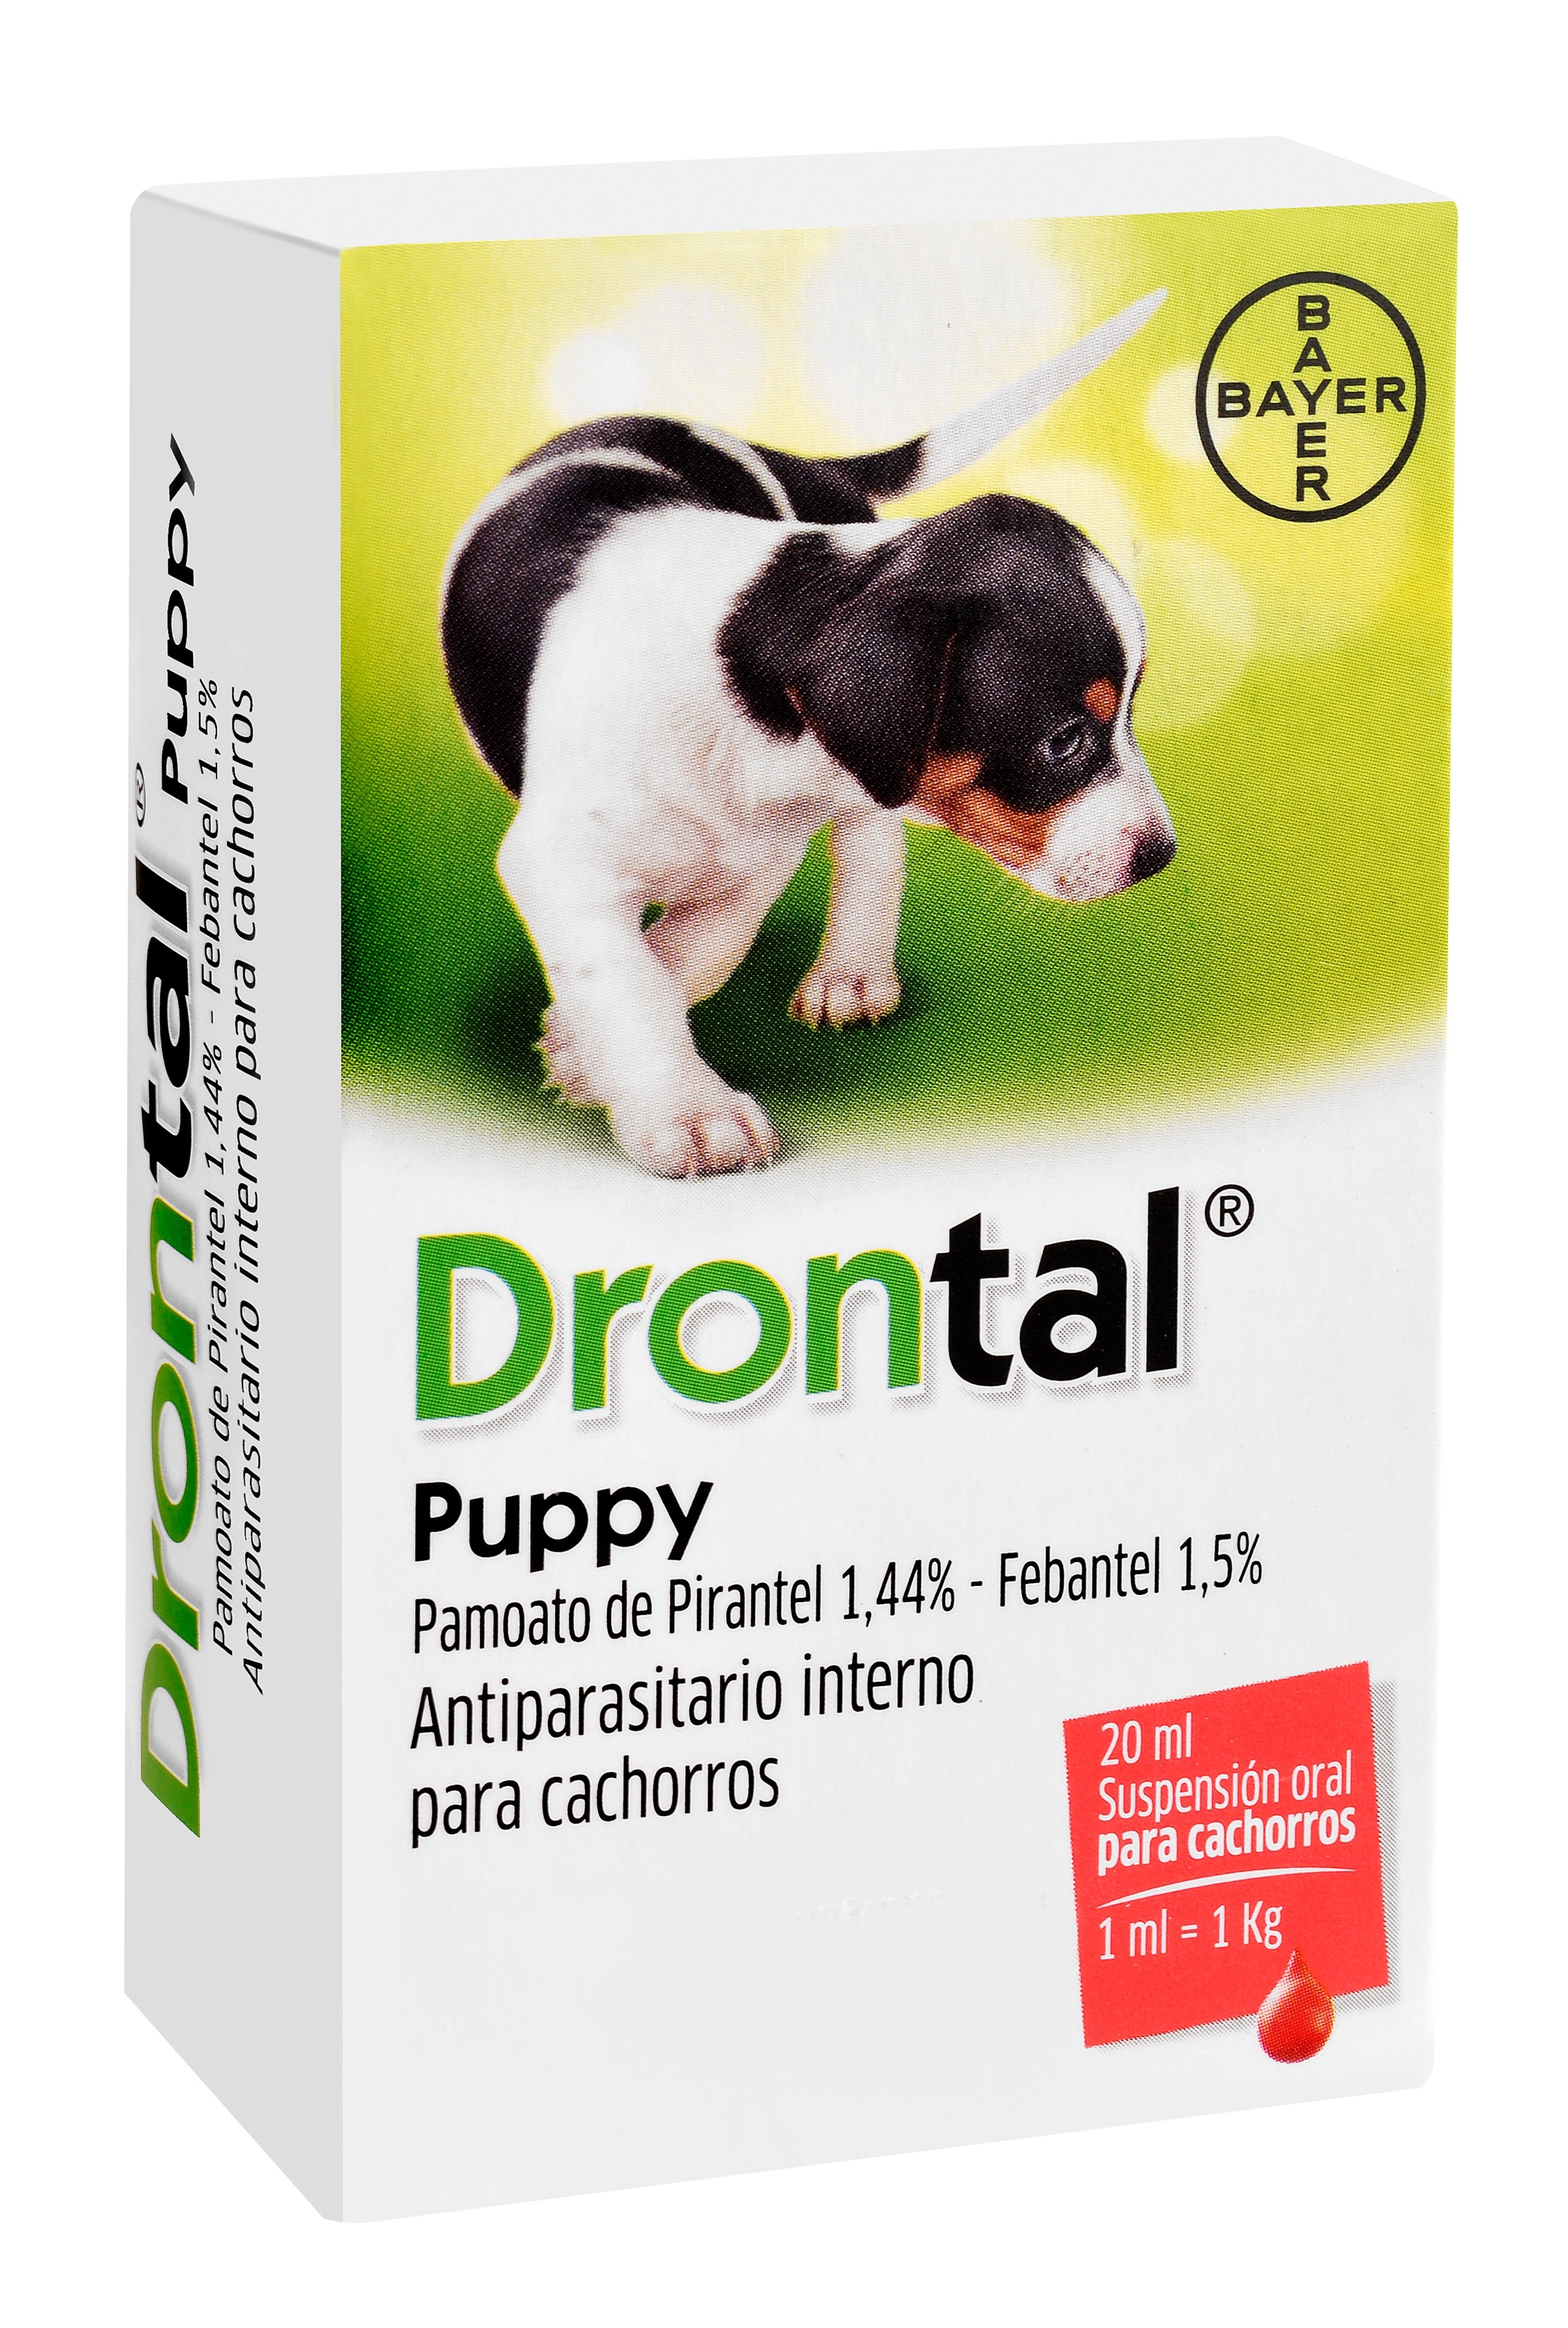 BAYER
BAYER
Drontal®
Puppy
Pamoato de Pirantel 1,44% - Febantel 1,5%
Antiparasitario interno
para cachorros
20 ml
Suspensión oral
para cachorros
1 ml = 1 Kg
Drontal® Puppy
Pamoato de Pirantel 1,44% - Febantel 1,5%
Antiparasitario interno para cachorros